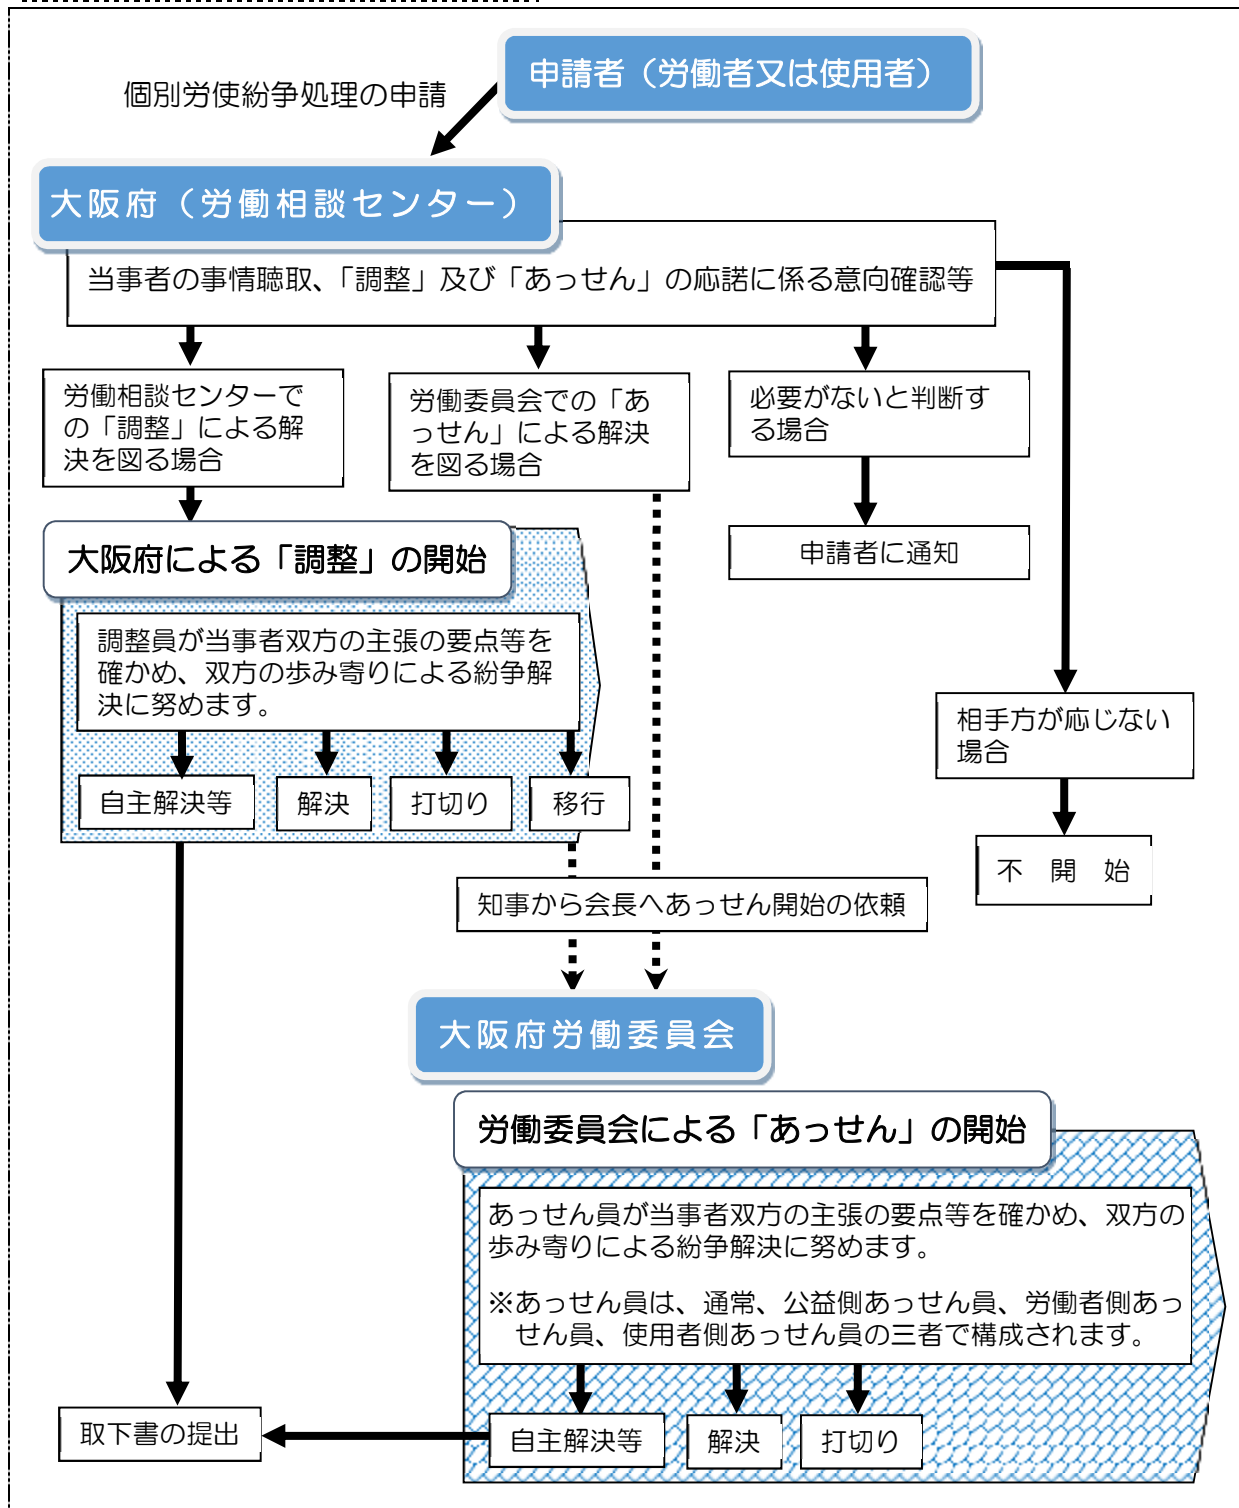 申請者（労働者又は使用者）
個別労使紛争処理の申請
大阪府（労働相談センター）
当事者の事情聴取、「調整」及び「あっせん」の応諾に係る意向確認等
労働相談センターで
の「調整」による解
決を図る場合
労働委員会での「あ
っせん」による解決
を図る場合
必要がないと判断す
る場合
申請者に通知
大阪府による「調整」の開始
調整員が当事者双方の主張の要点等を
確かめ、双方の歩み寄りによる紛争解
決に努めます。
相手方が応じない
場合
自主解決等
解決
打切り
移行
不　開　始
知事から会長へあっせん開始の依頼
大阪府労働委員会
労働委員会による「あっせん」の開始
あっせん員が当事者双方の主張の要点等を確かめ、双方の
歩み寄りによる紛争解決に努めます。
※あっせん員は、通常、公益側あっせん員、労働者側あっ
せん員、使用者側あっせん員の三者で構成されます。
取下書の提出
自主解決等
解決
打切り